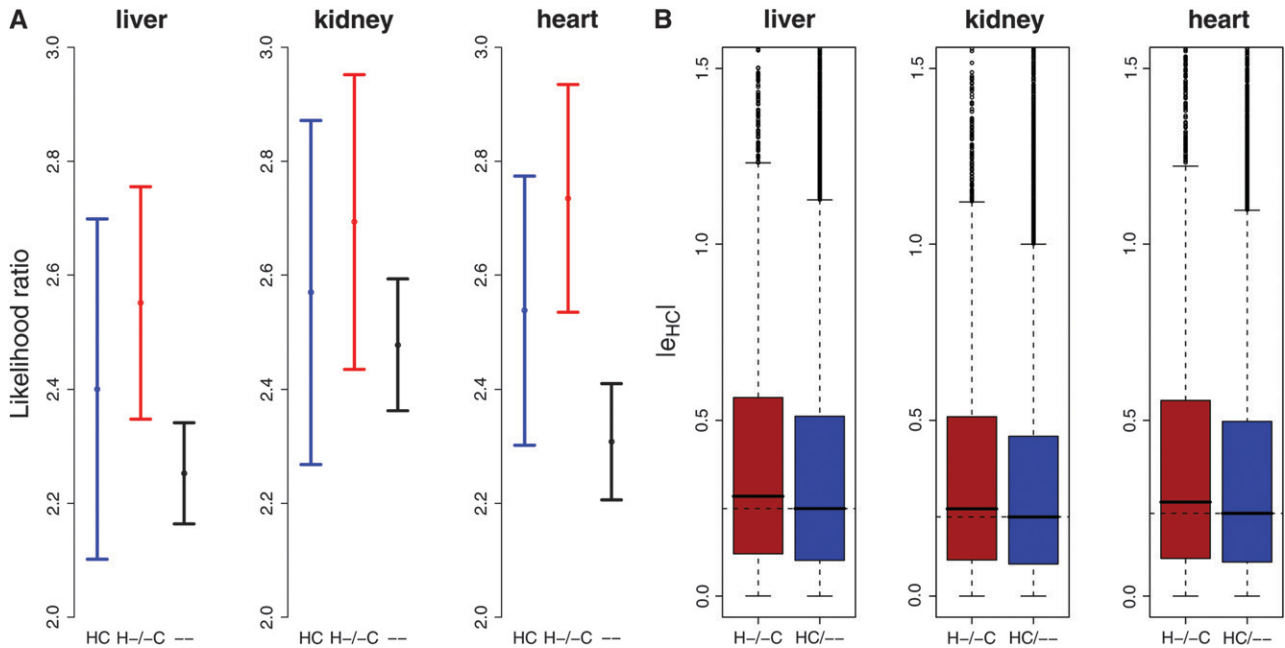 A liver kidney heart B liver kidney heart
Likelihood ratio
2.0 2.2 2.4 2.6 2.8 3.0
2.0 2.2 2.4 2.6 2.8 3.0
2.0 2.2 2.4 2.6 2.8 3.0
HC H-/-C --
HC H-/-C --
HC H-/-C --
|eHC|
0.0 0.5 1.0 1.5
0.0 0.5 1.0 1.5
0.0 0.5 1.0 1.5
H-/-C HC/--
H-/-C HC/--
H-/-C HC/--